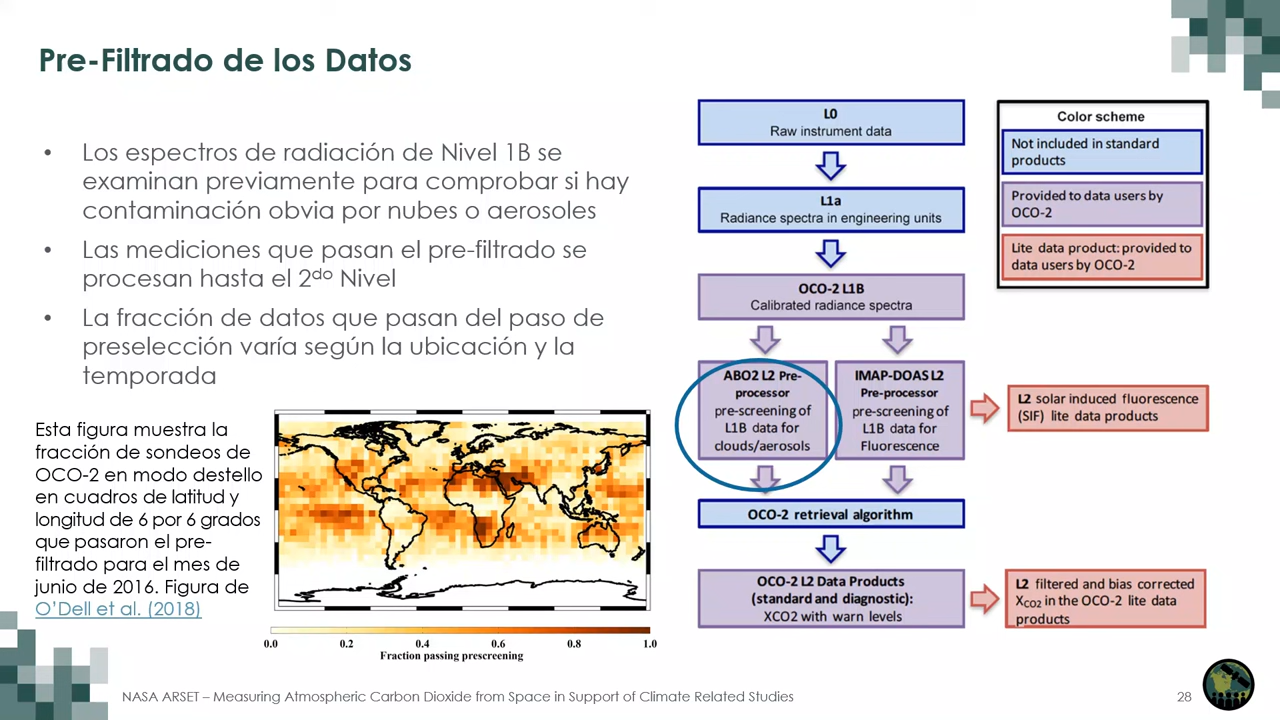 Pre-Filtrado de los Datos
• Los espectros de radiación de Nivel 1B se
examinan previamente para comprobar si hay
contaminación obvia por nubes o aerosoles
• Las mediciones que pasan el pre-filtrado se
procesan hasta el 2do Nivel
• La fracción de datos que pasan del paso de
preselección varía según la ubicación y la
temporada
Esta figura muestra la
fracción de sondeos de
OCO-2 en modo destello
en cuadros de latitud y
longitud de 6 por 6 grados
que pasaron el pre-
filtrado para el mes de
junio de 2016. Figura de
O'Dell et al. (2018)
0.0 0.2 0.4 0.6 0.8 1.0
Fraction passing prescreening
L0
Raw instrument data
L1a
Radiance spectra in engineering units
OCO-2 L1B
Calibrated radiance spectra
ABO2 L2 Pre-
processor
pre-screening of
L1B data for
clouds/aerosols
IMAP-DOAS L2
Pre-processor
pre-screening of
L1B data for
Fluorescence
L2 solar induced fluorescence
(SIF) lite data products
OCO-2 retrieval algorithm
OCO-2 L2 Data Products
(standard and diagnostic):
XCO2 with warn levels
L2 filtered and bias corrected
XCO2 in the OCO-2 lite data
products
Color scheme
Not included in standard
products
Provided to data users by
OCO-2
Lite data product: provided to
data users by OCO-2
NASA ARSET – Measuring Atmospheric Carbon Dioxide from Space in Support of Climate Related Studies
28